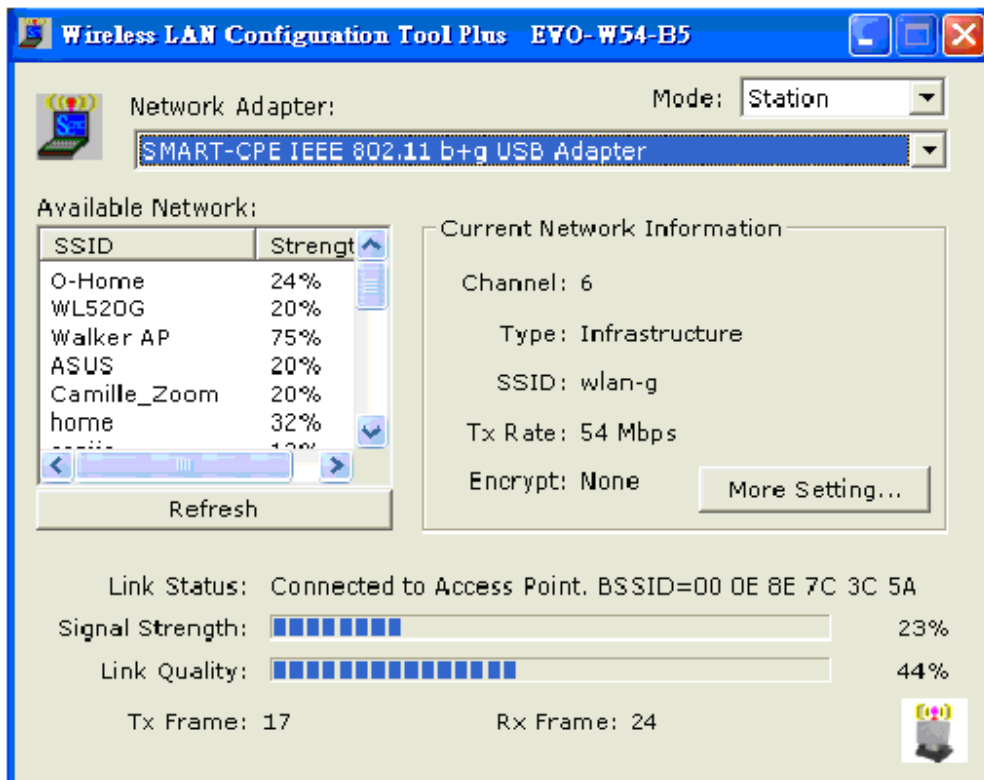 Wireless LAN Configuration Tool Plus EVO-W54-B5
Network Adapter:
Mode: Station
SMART-CPE IEEE 802.11 b+g USB Adapter
Available Network:
SSID Strengt
O-Home 24%
WL520G 20%
Walker AP 75%
ASUS 20%
Camille_Zoom 20%
home 32%
Refresh
Current Network Information
Channel: 6
Type: Infrastructure
SSID: wlan-g
Tx Rate: 54 Mbps
Encrypt: None
More Setting...
Link Status: Connected to Access Point. BSSID=00 0E 8E 7C 3C 5A
Signal Strength: 23%
Link Quality: 44%
Tx Frame: 17 Rx Frame: 24